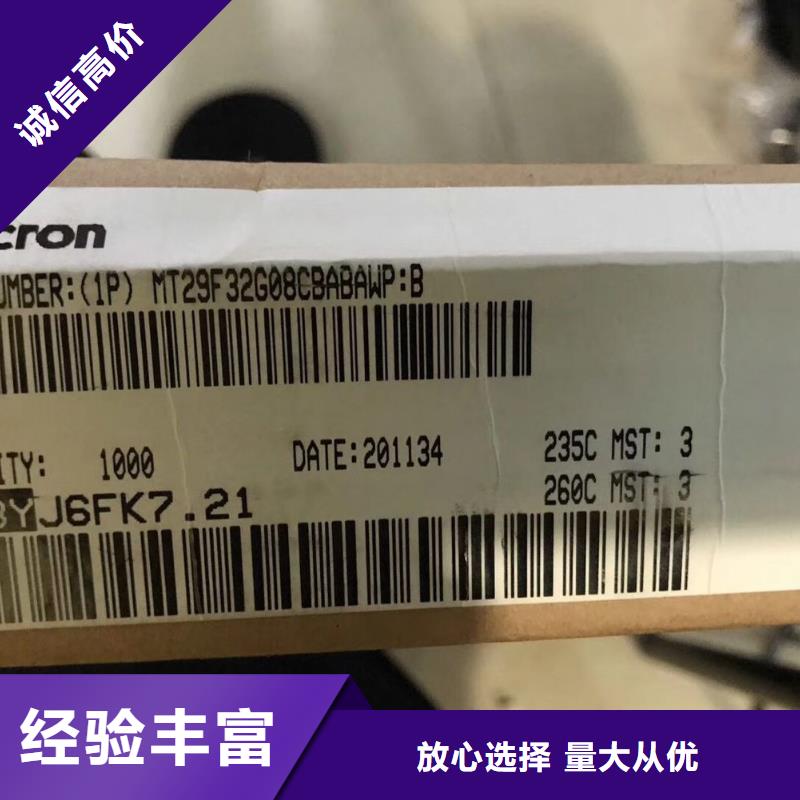 诚信高价
cron
UMBER:(1P) MT29F32G08CBABAWP:B
ITY: 1000 DATE:201134 235C MST: 3
260C MST: 3
BYJ6FK7.21
经验丰富
放心选择 量大从优